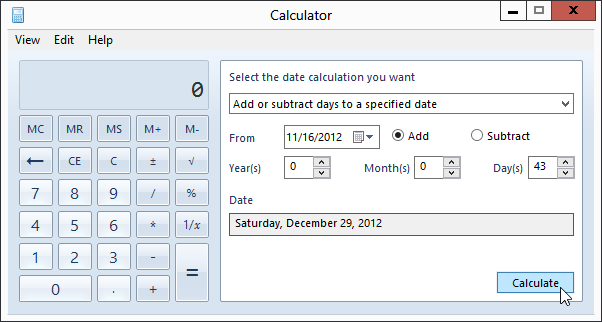 Calculator
View Edit Help
0
MC MR MS M+ M-
← CE C ± √
7 8 9 / %
4 5 6 * 1/x
1 2 3 - =
0 . +
Select the date calculation you want
Add or subtract days to a specified date
From 11/16/2012 Add Subtract
Year(s) 0 Month(s) 0 Day(s) 43
Date
Saturday, December 29, 2012
Calculate